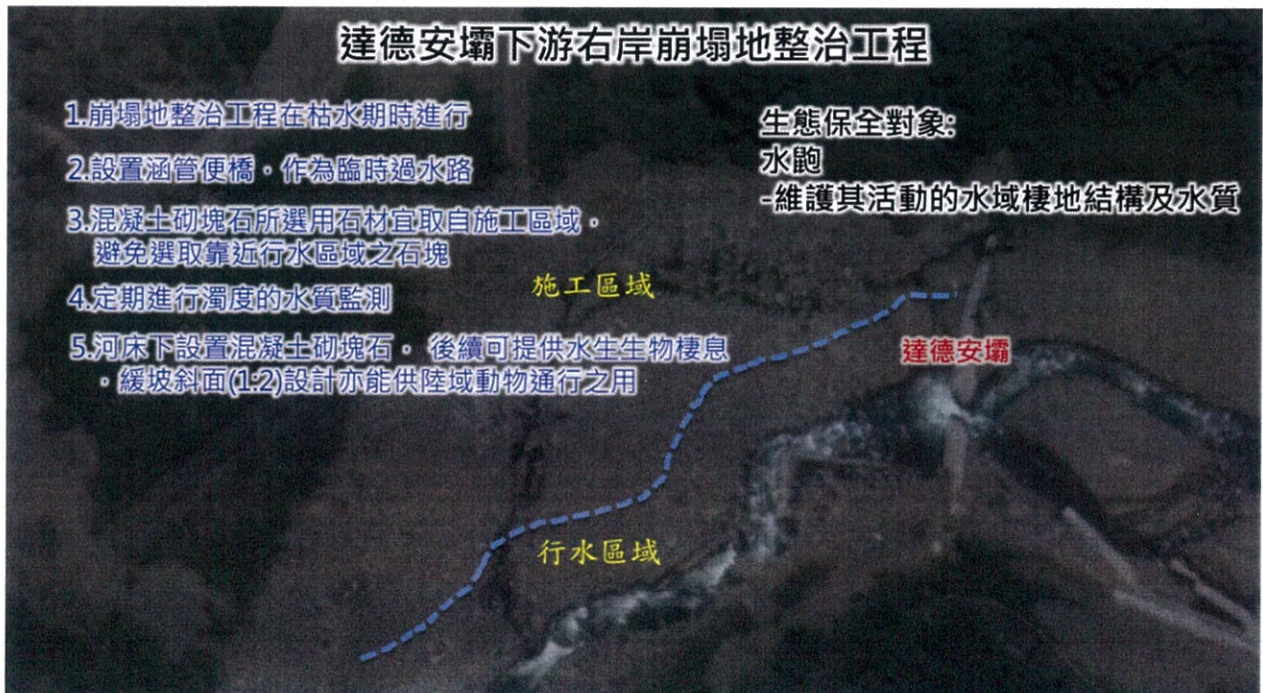 達德安壩下游右岸崩塌地整治工程
1.崩塌地整治工程在枯水期時進行
2.設置涵管便橋，作為臨時過水路
3.混凝土砌塊石所選用石材宜取自施工區域，
避免選取靠近行水區域之石塊
4.定期進行濁度的水質監測
5.河床下設置混凝土砌塊石， 後續可提供水生生物棲息
，緩坡斜面(1:2)設計亦能供陸域動物通行之用
生態保全對象:
水鼩
-維護其活動的水域棲地結構及水質
施工區域
達德安壩
行水區域